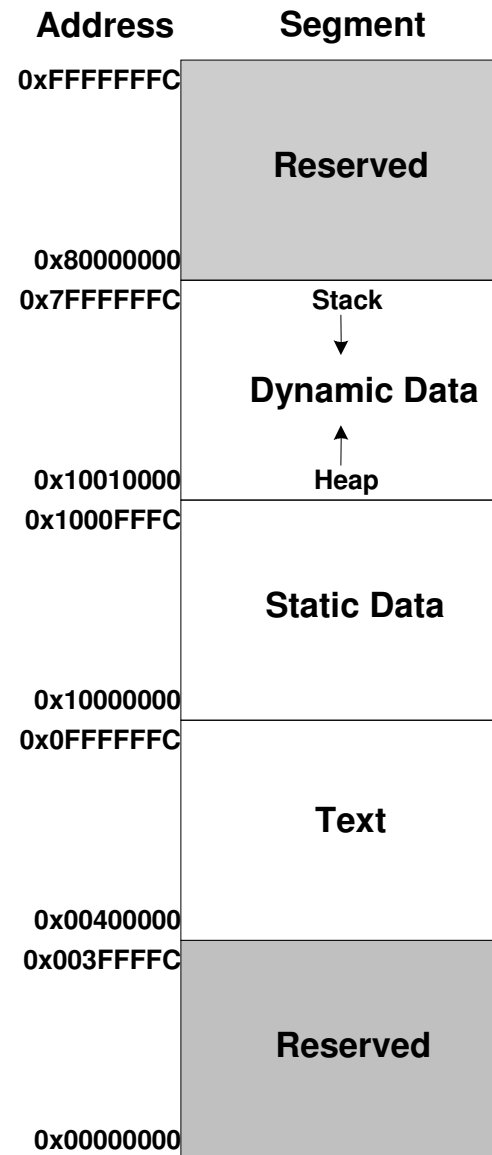 Address Segment
0xFFFFFFFC
Reserved
0x80000000
0x7FFFFFFC Stack
Dynamic Data
0x10010000 Heap
0x1000FFFC
Static Data
0x10000000
0x0FFFFFFC
Text
0x00400000
0x003FFFFC
Reserved
0x00000000